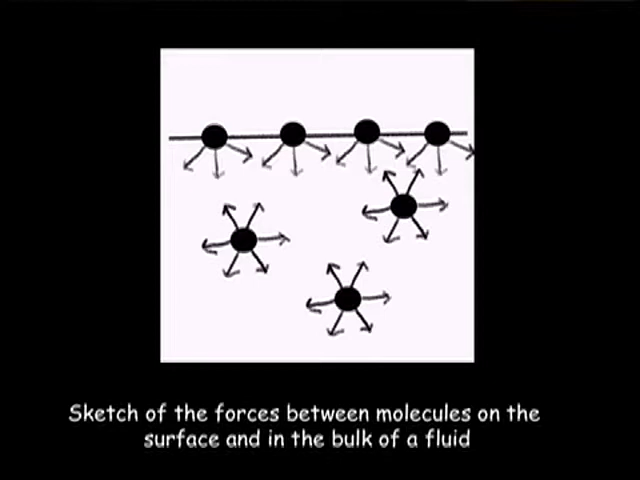 Sketch of the forces between molecules on the
surface and in the bulk of a fluid